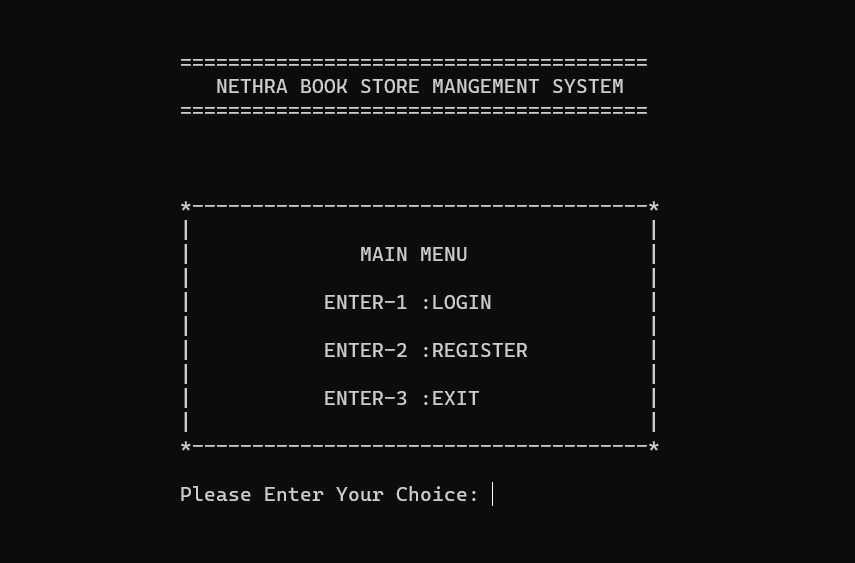 =======================================
NETHRA BOOK STORE MANGEMENT SYSTEM
=======================================
*--------------------------------------*
| |
| MAIN MENU |
| |
| ENTER-1 :LOGIN |
| |
| ENTER-2 :REGISTER |
| |
| ENTER-3 :EXIT |
| |
*--------------------------------------*
Please Enter Your Choice: